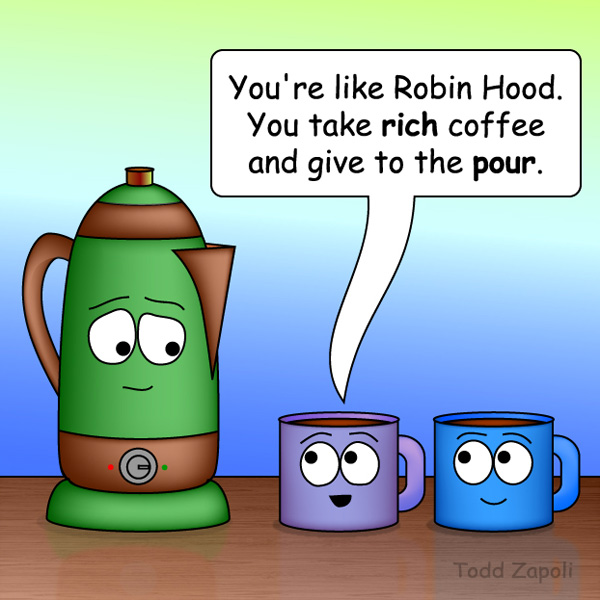 You're like Robin Hood.
You take rich coffee
and give to the pour.
Todd Zapoli